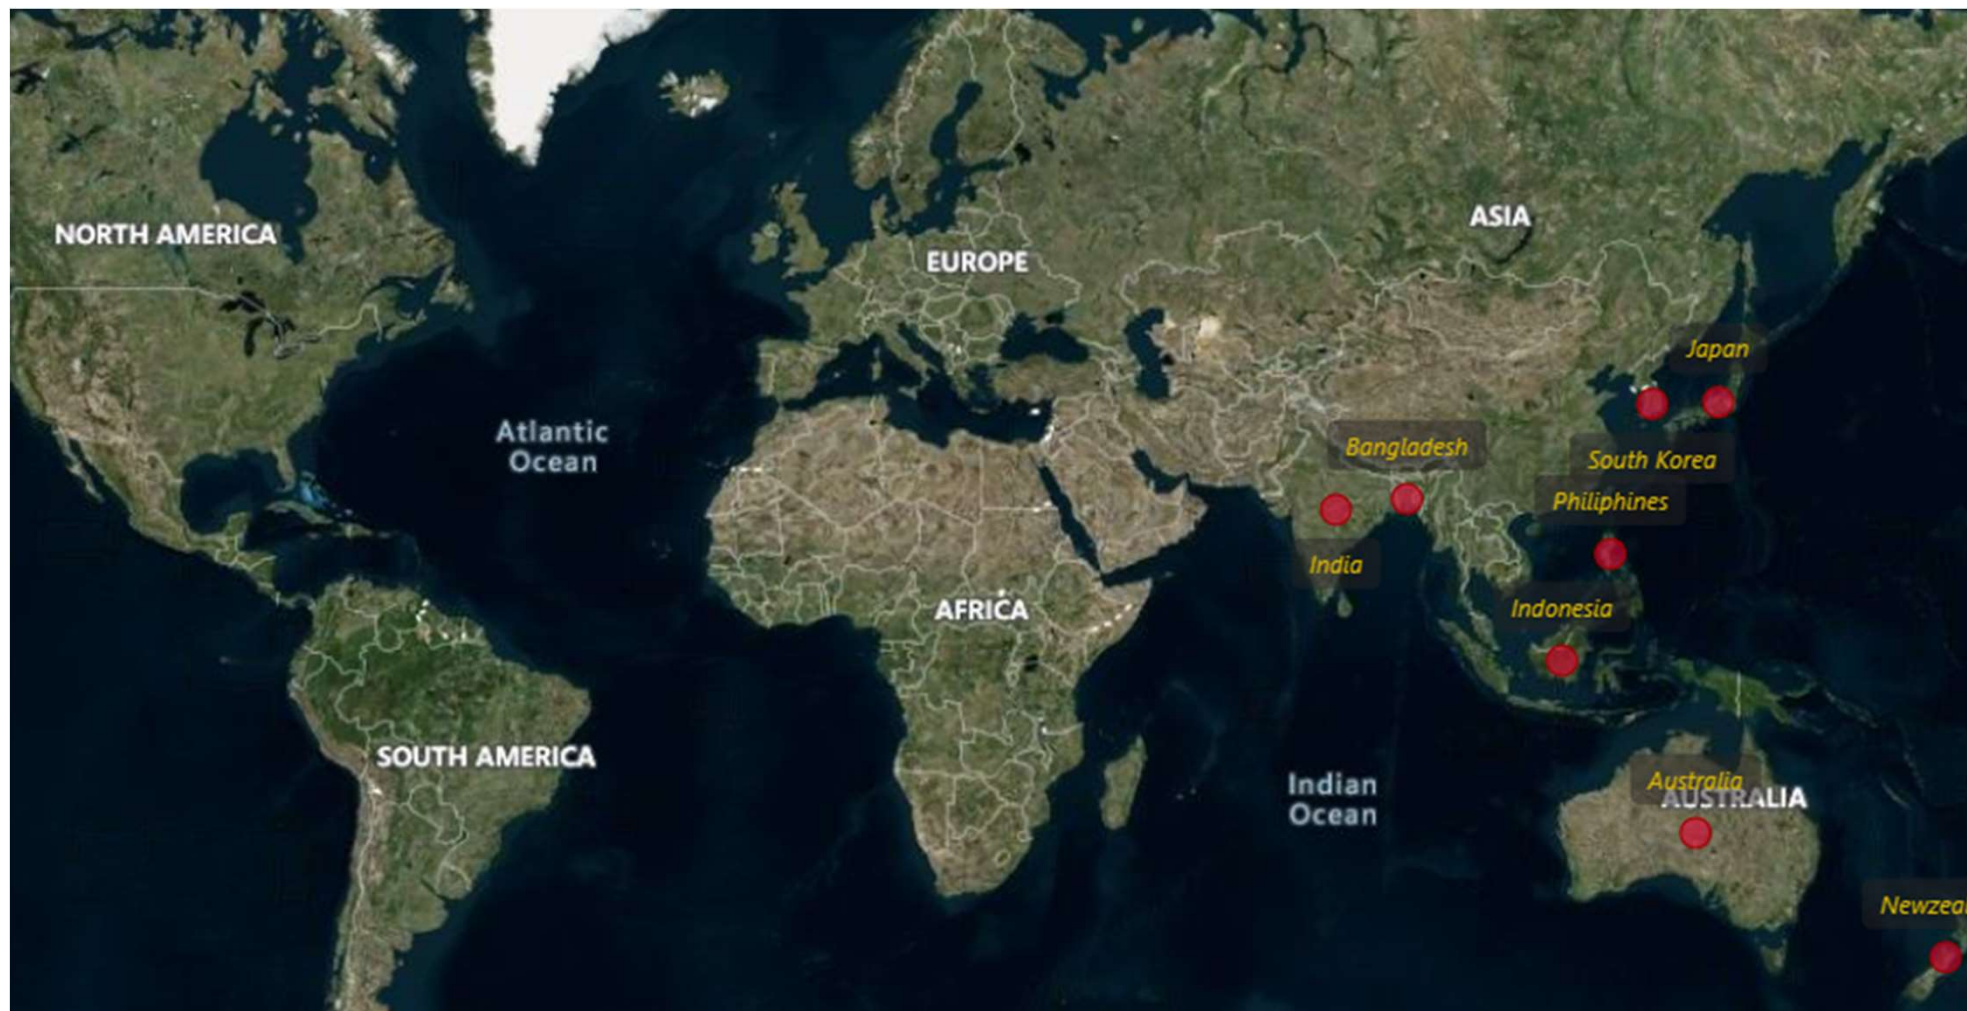 ASIA
NORTH AMERICA
EUROPE
Japan
Atlantic
Ocean
Bangladesh
South Korea
Philiphines
India
Indonesia
AFRICA
SOUTH AMERICA
Indian
Ocean
Australia
AUSTRALIA
Newzea